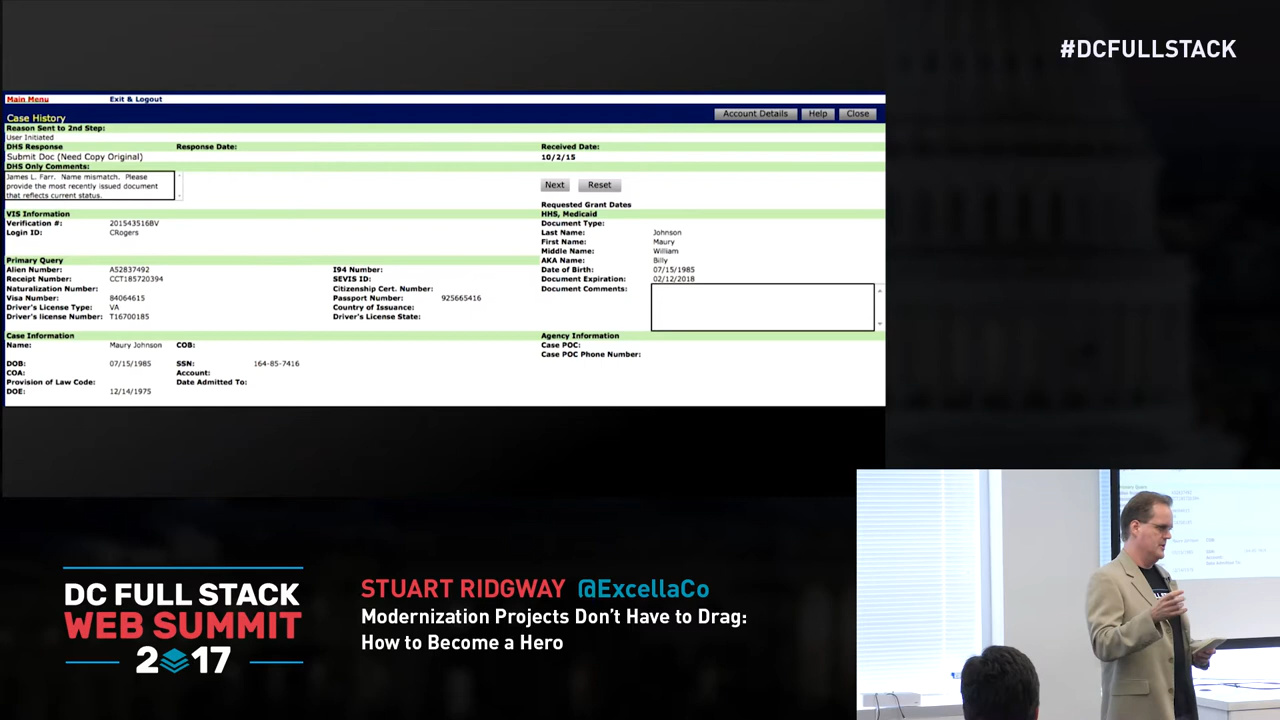 #DCFULLSTACK
Main Menu Exit & Logout
Case History Account Details Help Close
Reason Sent to 2nd Step:
User Initiated
DHS Response Response Date: Received Date:
Submit Doc (Need Copy Original) 10/2/15
DHS Only Comments:
James L. Farr. Name mismatch. Please
provide the most recently issued document
that reflects current status.
Next Reset
Requested Grant Dates
VIS Information HHS, Medicaid
Verification #: 201543516BV Document Type:
Login ID: CRogers Last Name: Johnson
First Name: Maury
Middle Name: William
Primary Query AKA Name: Billy
Alien Number: A52837492 I94 Number: Date of Birth: 07/15/1985
Receipt Number: CCT185720394 SEVIS ID: Document Expiration: 02/12/2018
Naturalization Number: Citizenship Cert. Number: Document Comments:
Visa Number: 84064615 Passport Number: 925665416
Driver's License Type: VA Country of Issuance:
Driver's license Number: T16700185 Driver's License State:
Case Information Agency Information
Name: Maury Johnson COB: Case POC:
Case POC Phone Number:
DOB: 07/15/1985 SSN: 164-85-7416
COA: Account:
Provision of Law Code: Date Admitted To:
DOE: 12/14/1975
DC FULL STACK
WEB SUMMIT
2017
STUART RIDGWAY @ExcellaCo
Modernization Projects Don't Have to Drag:
How to Become a Hero